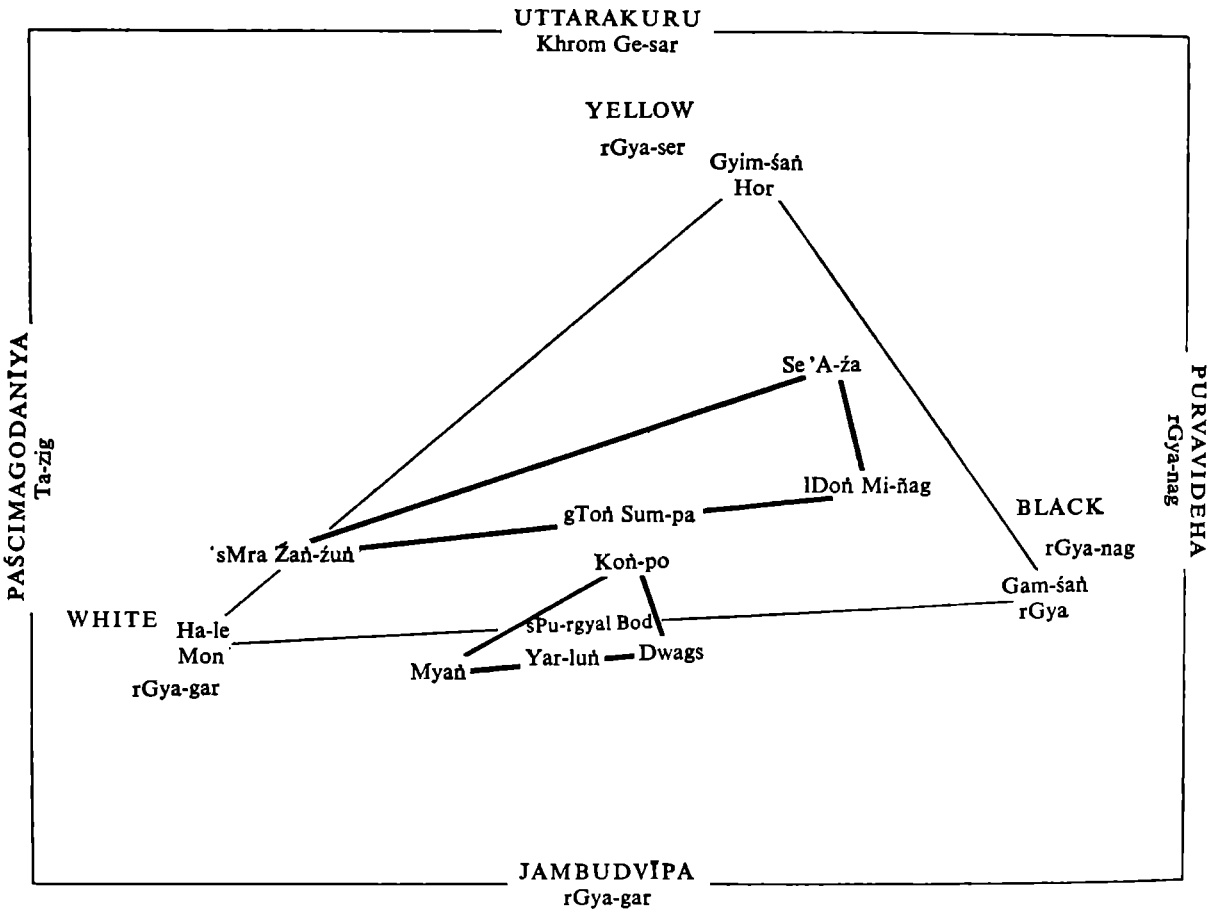 UTTARAKURU
Khrom Ge-sar
YELLOW
rGya-ser
Gyim-śaṅ
Hor
PAŚCIMAGODANĪYA
Ta-zig
PURVAVIDEHA
rGya-nag
Se 'A-źa
lDoṅ Mi-ñag
gToṅ Sum-pa
'sMra Źaṅ-źuṅ
BLACK
rGya-nag
Koṅ-po
Gam-śaṅ
rGya
WHITE
Ha-le
Mon
sPu-rgyal Bod
rGya-gar
Myaṅ
Yar-luṅ
Dwags
JAMBUDVĪPA
rGya-gar